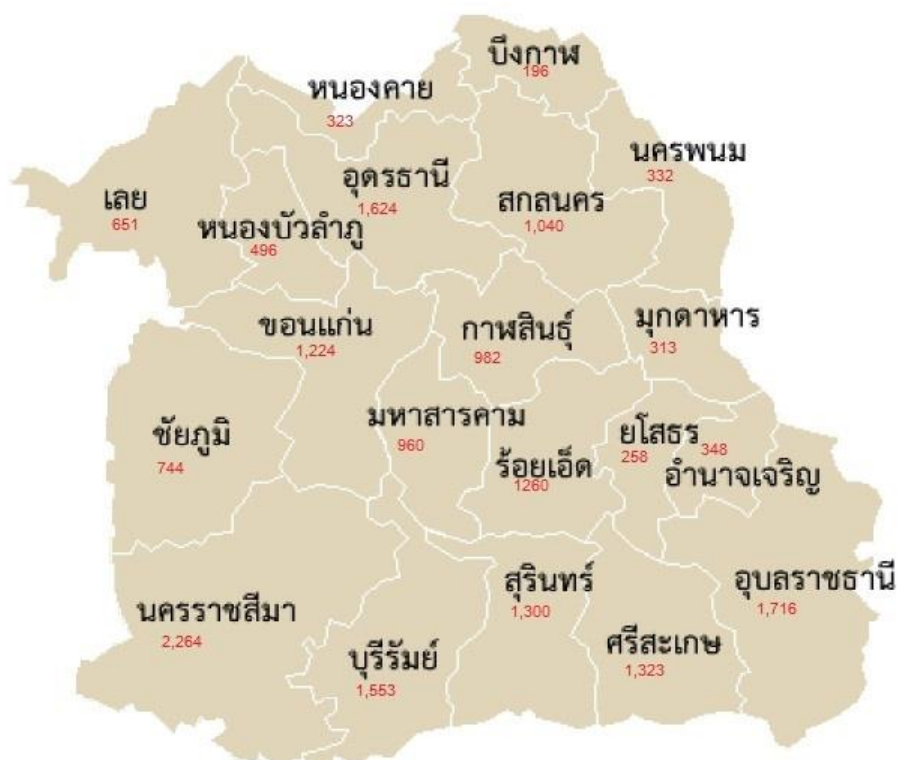 บึงกาฬ
196
หนองคาย
323
นครพนม
332
อุดรธานี
1,624
สกลนคร
1,040
เลย
651
หนองบัวลำภู
496
ขอนแก่น
1,224
กาฬสินธุ์
982
มุกดาหาร
313
ชัยภูมิ
744
มหาสารคาม
960
ร้อยเอ็ด
1260
ยโสธร
258
348
อำนาจเจริญ
นครราชสีมา
2,264
บุรีรัมย์
1,553
สุรินทร์
1,300
ศรีสะเกษ
1,323
อุบลราชธานี
1,716